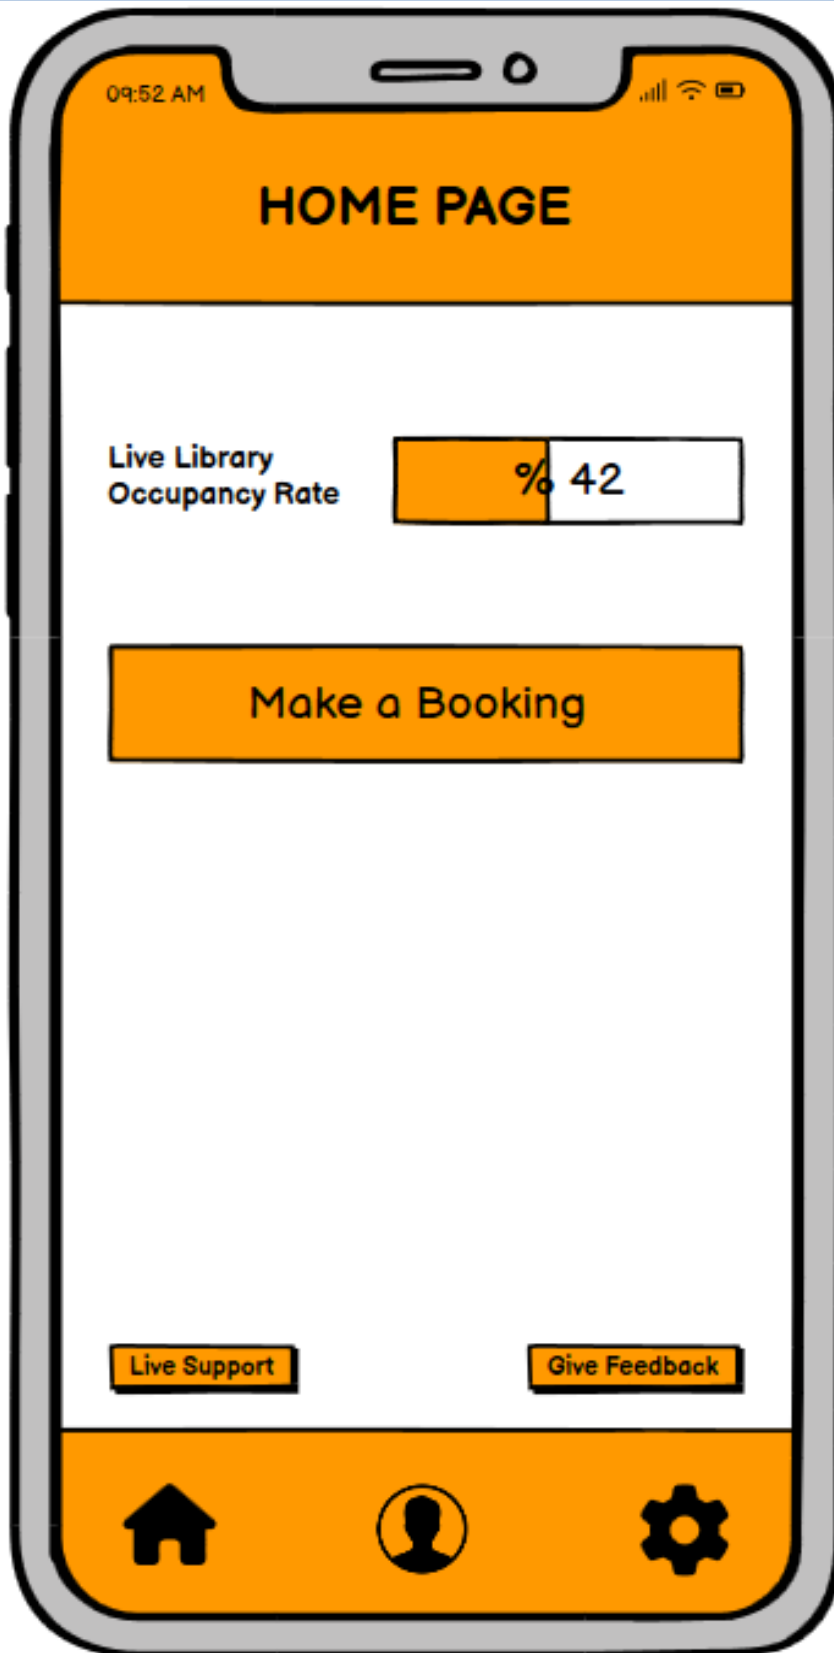 09:52 AM
HOME PAGE
Live Library
Occupancy Rate
% 42
Make a Booking
Live Support
Give Feedback